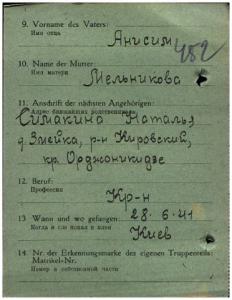 9. Vorname des Vaters:
Имя отца
Анисим
452
10. Name der Mutter:
Имя матери
Мельникова
11. Anschrift der nächsten Angehörigen:
Адрес ближайших родственников
Симакина Наталья
д. Змейка, р-н Кировский,
кр. Орджоникидзе
12. Beruf:
Профессия
Кр-н
13. Wann und wo gefangen:
28. 6. 41
Когда и где попал в плен
Киев
14. Nr. der Erkennungsmarke des eigenen Truppenteils:
Matrikel-Nr.
Номер в собственной части